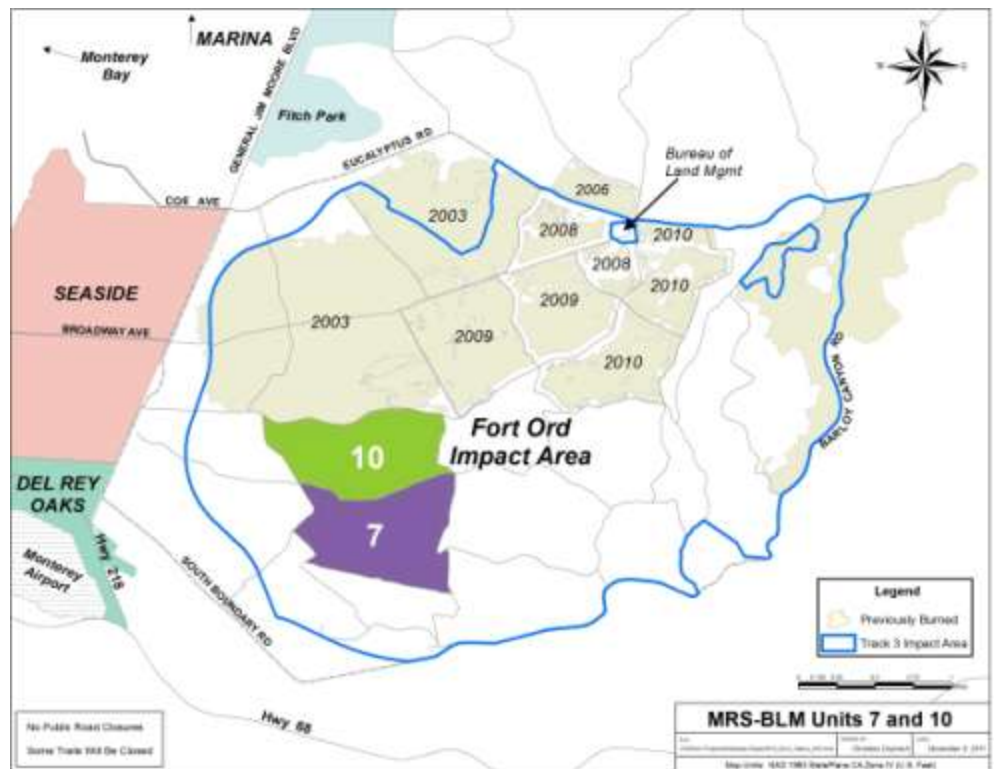 MARINA
Monterey
Bay
GENERAL JIM MOORE BLVD
Fitch Park
EUCALYPTUS RD
COE AVE
Bureau of
Land Mgmt
2006
2003
2008
2010
2008
2010
2009
SEASIDE
2003
BROADWAY AVE
2009
2010
BARLOY CANYON RD
Fort Ord
Impact Area
10
DEL REY
OAKS
7
Hwy 218
Monterey
Airport
SOUTH BOUNDARY RD
Legend
Previously Burned
Track 3 Impact Area
Hwy 68
No Public Road Closures
Some Trails Will Be Closed
MRS-BLM Units 7 and 10